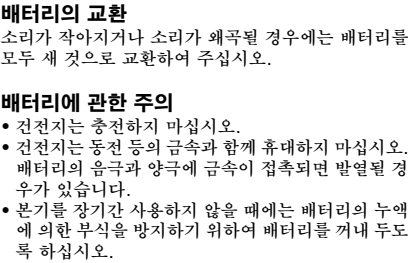 배터리의 교환
소리가 작아지거나 소리가 왜곡될 경우에는 배터리를
모두 새 것으로 교환하여 주십시오.
배터리에 관한 주의
• 건전지는 충전하지 마십시오.
• 건전지는 동전 등의 금속과 함께 휴대하지 마십시오.
배터리의 음극과 양극에 금속이 접촉되면 발열될 경
우가 있습니다.
• 본기를 장기간 사용하지 않을 때에는 배터리의 누액
에 의한 부식을 방지하기 위하여 배터리를 꺼내 두도
록 하십시오.